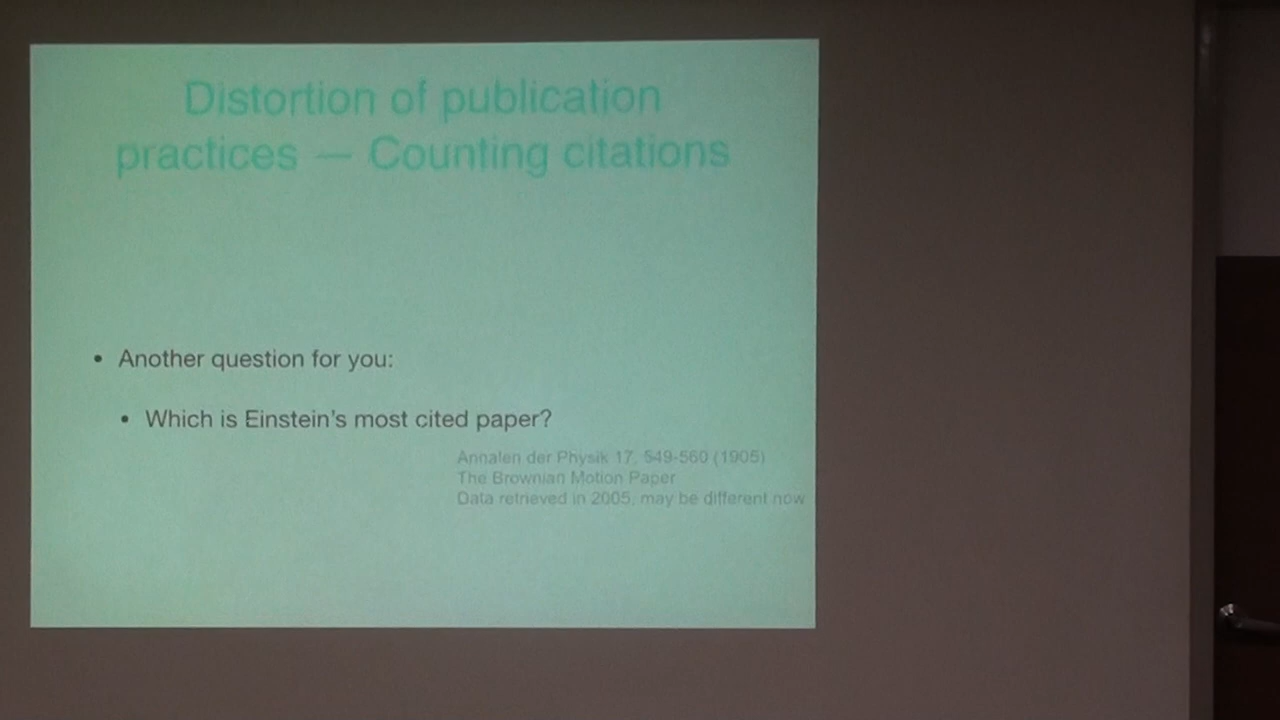 Distortion of publication
practices — Counting citations
• Another question for you:
• Which is Einstein's most cited paper?
Annalen der Physik 17, 549-560 (1905)
The Brownian Motion Paper
Data retrieved in 2005, may be different now